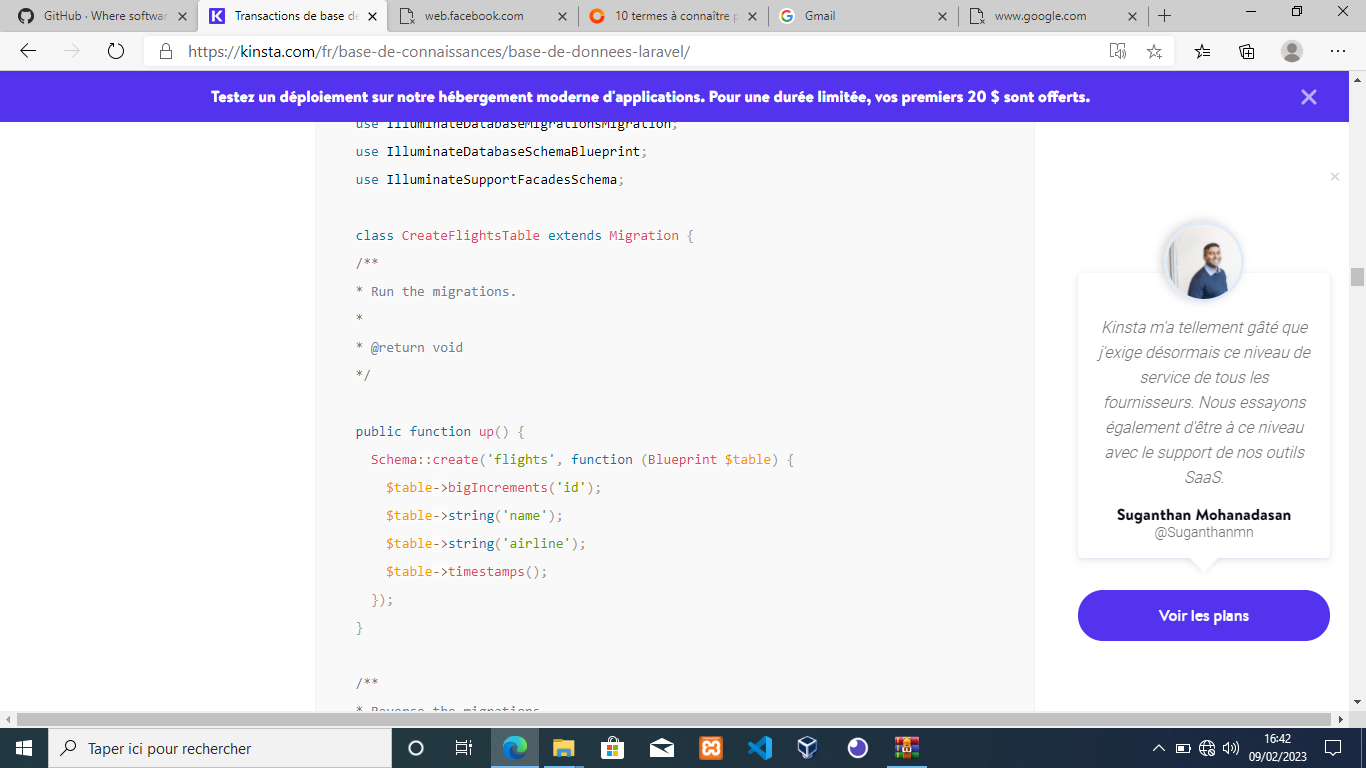 GitHub · Where softwar
Transactions de base de
web.facebook.com
10 termes à connaître p
Gmail
www.google.com
https://kinsta.com/fr/base-de-connaissances/base-de-donnees-laravel/
Testez un déploiement sur notre hébergement moderne d'applications. Pour une durée limitée, vos premiers 20 $ sont offerts.
use IlluminateDatabaseMigrationsMigration;
use IlluminateDatabaseSchemaBlueprint;
use IlluminateSupportFacadesSchema;
class CreateFlightsTable extends Migration {
/**
* Run the migrations.
*
* @return void
*/
public function up() {
Schema::create('flights', function (Blueprint $table) {
$table->bigIncrements('id');
$table->string('name');
$table->string('airline');
$table->timestamps();
});
}
/**
* Reverse the migrations
Kinsta m'a tellement gâté que
j'exige désormais ce niveau de
service de tous les
fournisseurs. Nous essayons
également d'être à ce niveau
avec le support de nos outils
SaaS.
Suganthan Mohanadasan
@Suganthanmn
Voir les plans
Taper ici pour rechercher
16:42
09/02/2023